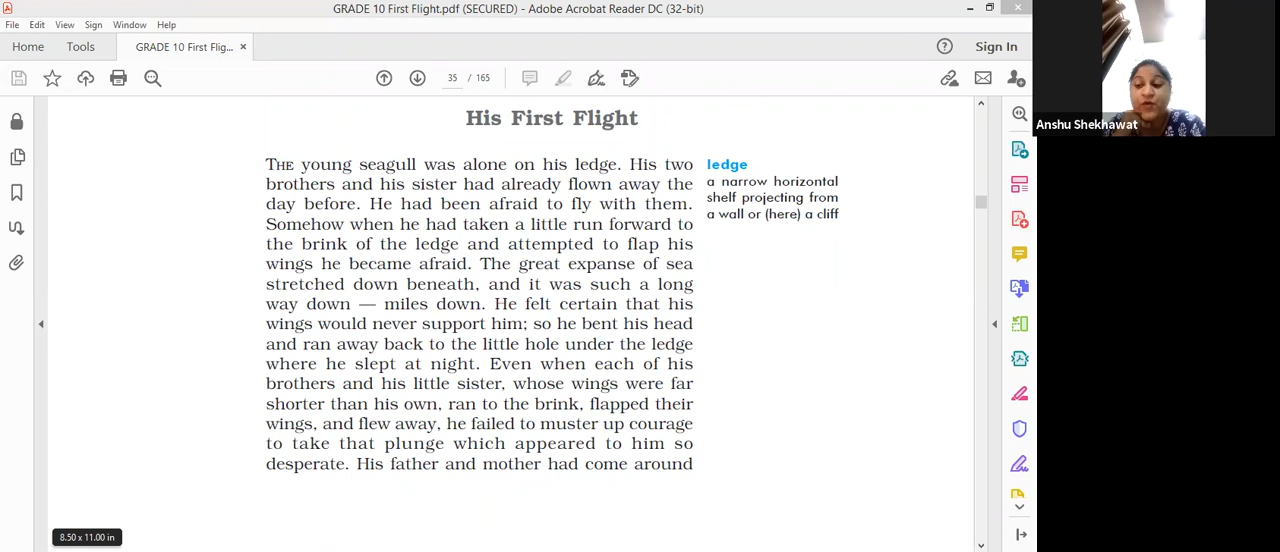 GRADE 10 First Flight.pdf (SECURED) - Adobe Acrobat Reader DC (32-bit)
File Edit View Sign Window Help
Home Tools GRADE 10 First Flig... × Sign In
35 / 165
His First Flight
THE young seagull was alone on his ledge. His two
brothers and his sister had already flown away the
day before. He had been afraid to fly with them.
Somehow when he had taken a little run forward to
the brink of the ledge and attempted to flap his
wings he became afraid. The great expanse of sea
stretched down beneath, and it was such a long
way down — miles down. He felt certain that his
wings would never support him; so he bent his head
and ran away back to the little hole under the ledge
where he slept at night. Even when each of his
brothers and his little sister, whose wings were far
shorter than his own, ran to the brink, flapped their
wings, and flew away, he failed to muster up courage
to take that plunge which appeared to him so
desperate. His father and mother had come around
ledge
a narrow horizontal
shelf projecting from
a wall or (here) a cliff
8.50 x 11.00 in
Anshu Shekhawat